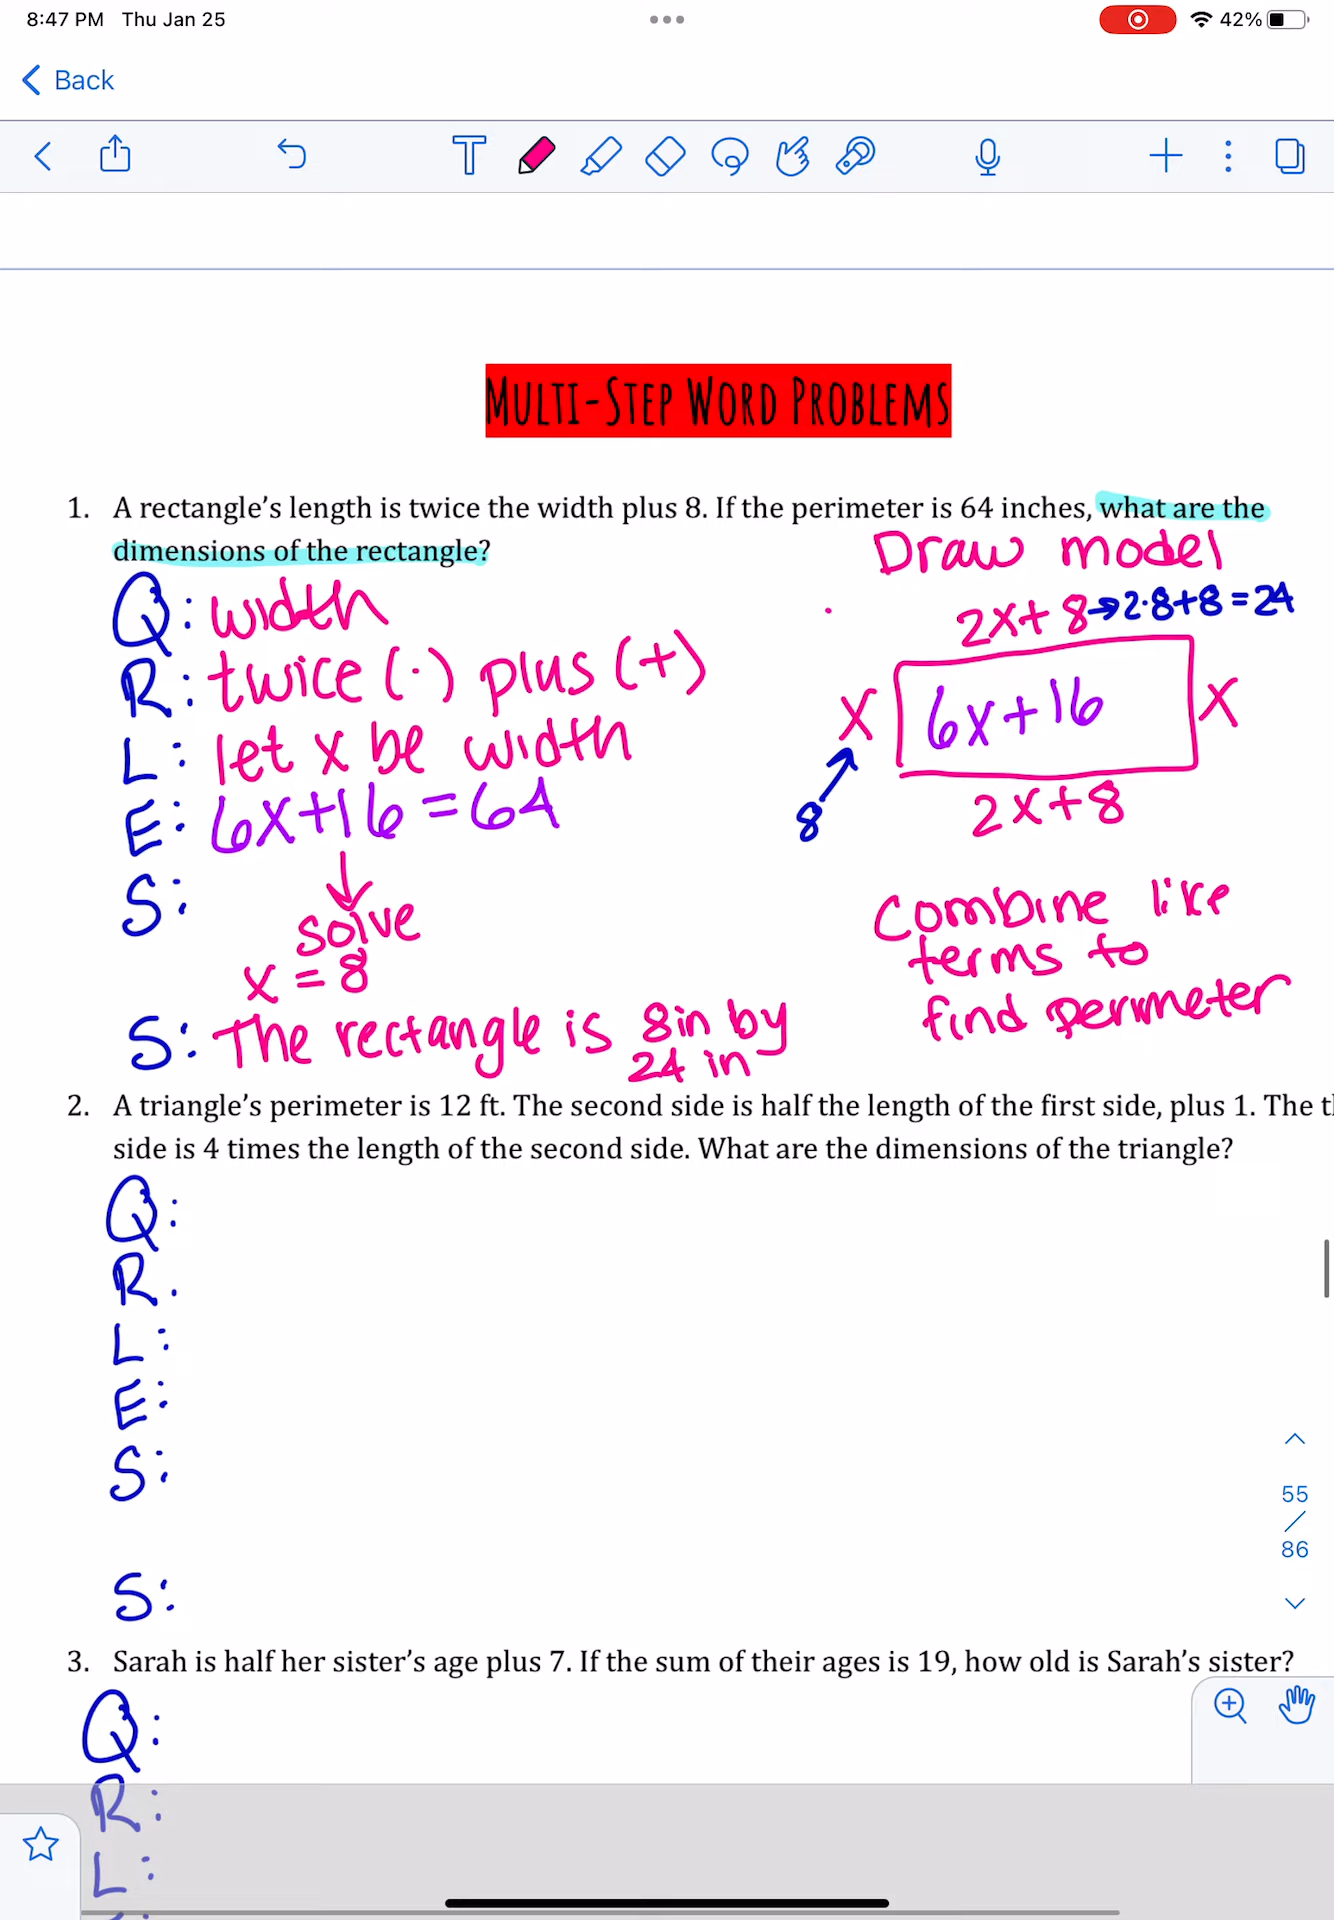 8:47 PM Thu Jan 25
42%
Back
MULTI-STEP WORD PROBLEMS
1. A rectangle's length is twice the width plus 8. If the perimeter is 64 inches, what are the
dimensions of the rectangle?
Draw model
Q: width
2x+8→2·8+8=24
R: twice (·) plus (+)
x 6x+16 x
L: let x be width
8
2x+8
E: 6x+16=64
S:
solve
x = 8
Combine like
terms to
find perimeter
S: The rectangle is 8in by
24 in
2. A triangle's perimeter is 12 ft. The second side is half the length of the first side, plus 1. The
side is 4 times the length of the second side. What are the dimensions of the triangle?
Q:
R.
L:
E:
S:
55
/
86
S:
3. Sarah is half her sister's age plus 7. If the sum of their ages is 19, how old is Sarah's sister?
Q:
R:
L: